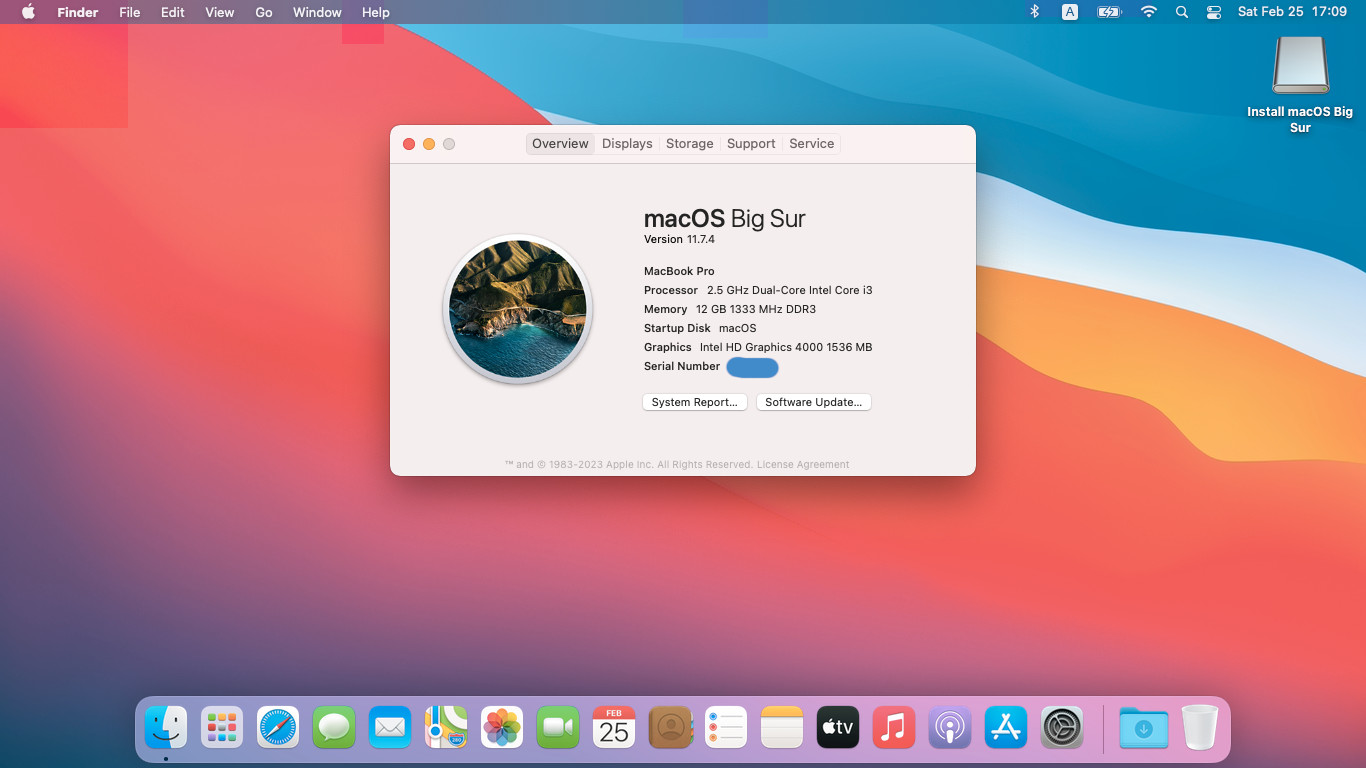 Finder File Edit View Go Window Help A Sat Feb 25 17:09
Install macOS Big
Sur
Overview Displays Storage Support Service
macOS Big Sur
Version 11.7.4
MacBook Pro
Processor 2.5 GHz Dual-Core Intel Core i3
Memory 12 GB 1333 MHz DDR3
Startup Disk macOS
Graphics Intel HD Graphics 4000 1536 MB
Serial Number
System Report... Software Update...
™ and © 1983-2023 Apple Inc. All Rights Reserved. License Agreement
FEB
25
tv
280